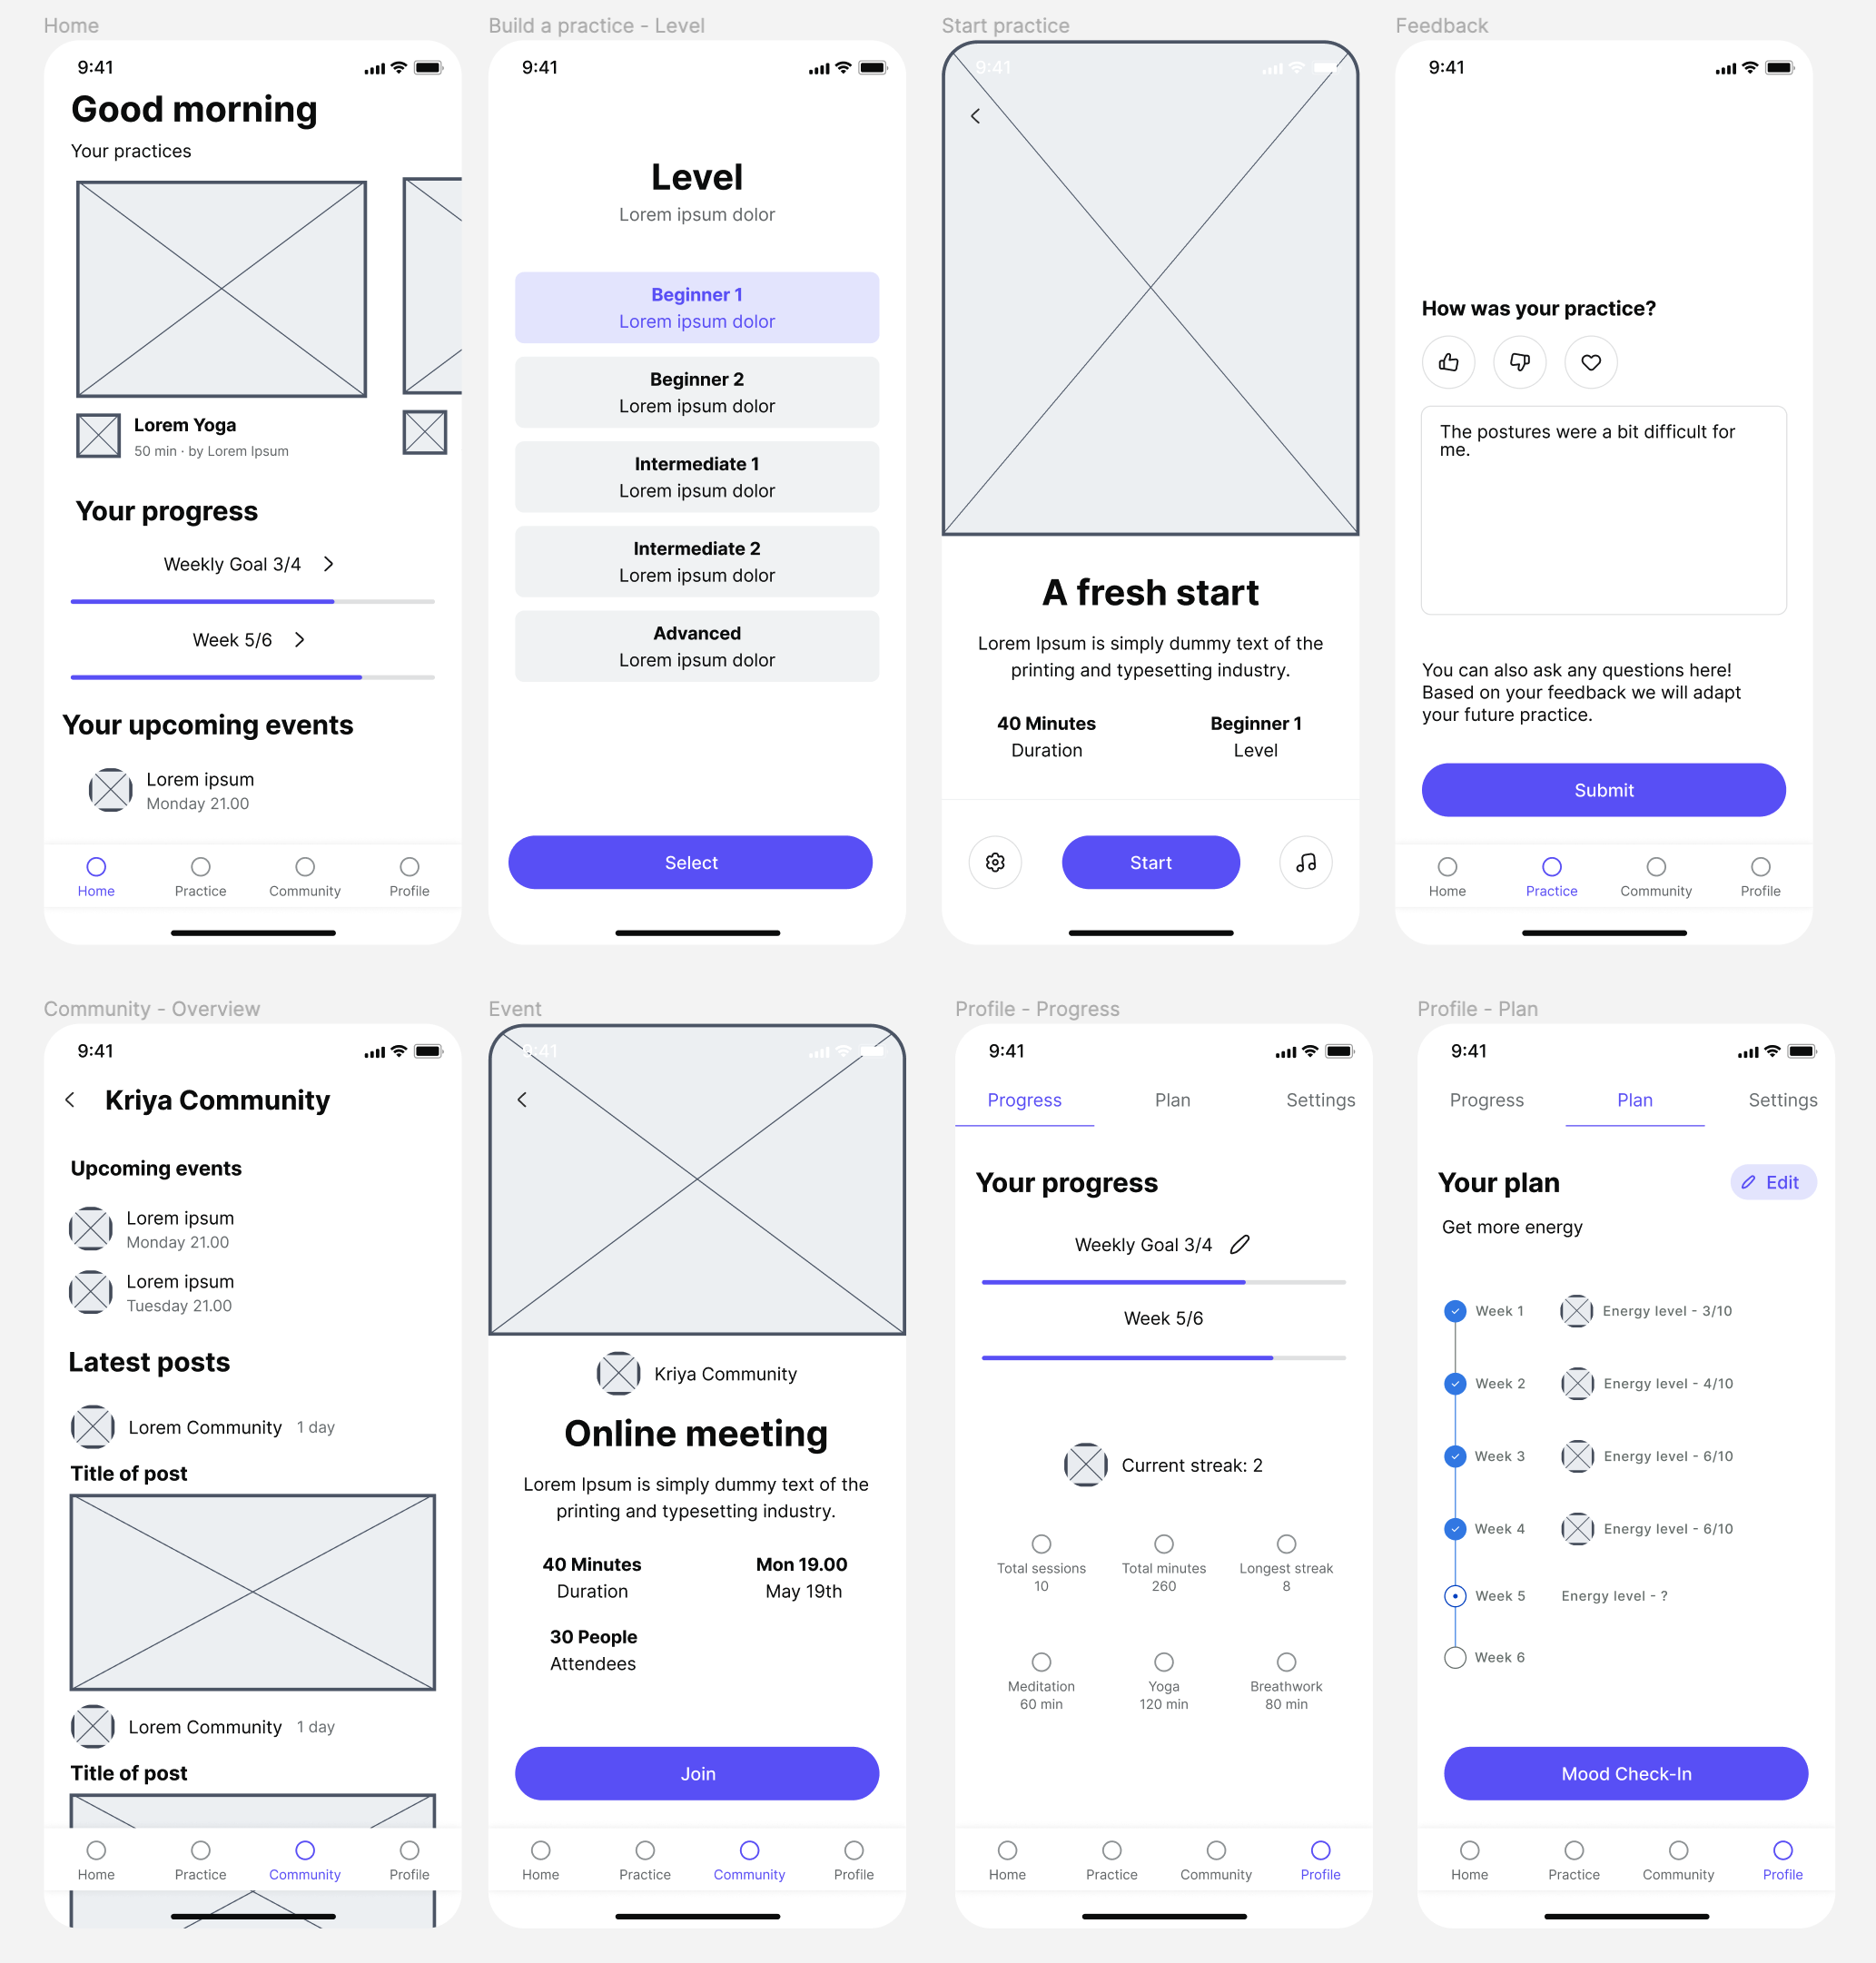 Home
9:41
Good morning
Your practices
Lorem Yoga
50 min · by Lorem Ipsum
Your progress
Weekly Goal 3/4
Week 5/6
Your upcoming events
Lorem ipsum
Monday 21.00
Home Practice Community Profile
Build a practice - Level
9:41
Level
Lorem ipsum dolor
Beginner 1
Lorem ipsum dolor
Beginner 2
Lorem ipsum dolor
Intermediate 1
Lorem ipsum dolor
Intermediate 2
Lorem ipsum dolor
Advanced
Lorem ipsum dolor
Select
Start practice
9:41
A fresh start
Lorem Ipsum is simply dummy text of the
printing and typesetting industry.
40 Minutes Beginner 1
Duration Level
Start
Feedback
9:41
How was your practice?
The postures were a bit difficult for
me.
You can also ask any questions here!
Based on your feedback we will adapt
your future practice.
Submit
Home Practice Community Profile
Community - Overview
9:41
Kriya Community
Upcoming events
Lorem ipsum
Monday 21.00
Lorem ipsum
Tuesday 21.00
Latest posts
Lorem Community 1 day
Title of post
Lorem Community 1 day
Title of post
Home Practice Community Profile
Event
9:41
Kriya Community
Online meeting
Lorem Ipsum is simply dummy text of the
printing and typesetting industry.
40 Minutes Mon 19.00
Duration May 19th
30 People
Attendees
Join
Home Practice Community Profile
Profile - Progress
9:41
Progress Plan Settings
Your progress
Weekly Goal 3/4
Week 5/6
Current streak: 2
Total sessions Total minutes Longest streak
10 260 8
Meditation Yoga Breathwork
60 min 120 min 80 min
Home Practice Community Profile
Profile - Plan
9:41
Progress Plan Settings
Your plan Edit
Get more energy
Week 1 Energy level - 3/10
Week 2 Energy level - 4/10
Week 3 Energy level - 6/10
Week 4 Energy level - 6/10
Week 5 Energy level - ?
Week 6
Mood Check-In
Home Practice Community Profile